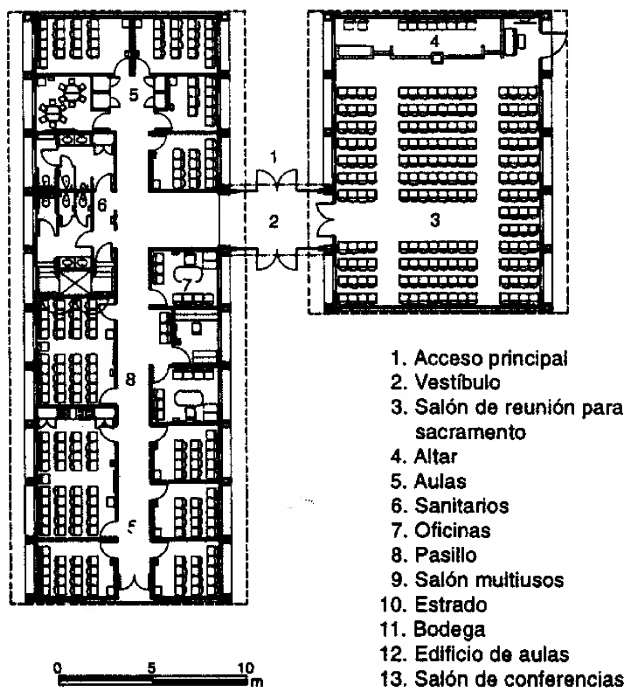 4
5
1
6
2
3
7
8
5
1. Acceso principal
2. Vestíbulo
3. Salón de reunión para
sacramento
4. Altar
5. Aulas
6. Sanitarios
7. Oficinas
8. Pasillo
9. Salón multiusos
10. Estrado
11. Bodega
12. Edificio de aulas
13. Salón de conferencias
0 5 10
m